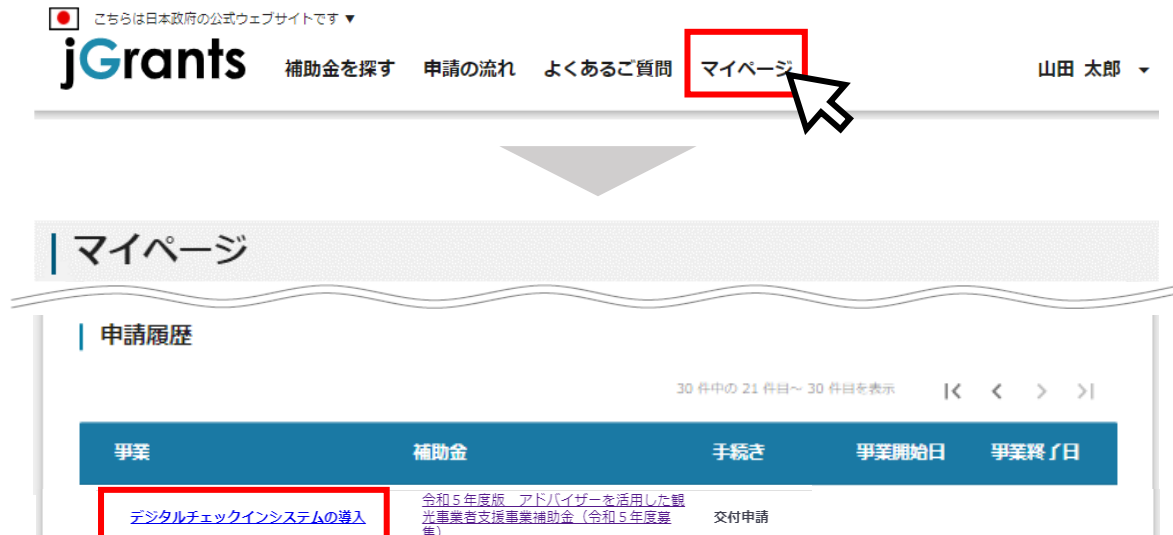 こちらは日本政府の公式ウェブサイトです ▼
jGrants 補助金を探す 申請の流れ よくあるご質問 マイページ 山田 太郎
マイページ
申請履歴
30 件中の 21 件目～ 30 件目を表示
事業 補助金 手続き 事業開始日 事業終了日
デジタルチェックインシステムの導入
令和５年度版　アドバイザーを活用した観
光事業者支援事業補助金（令和５年度募
集）
交付申請